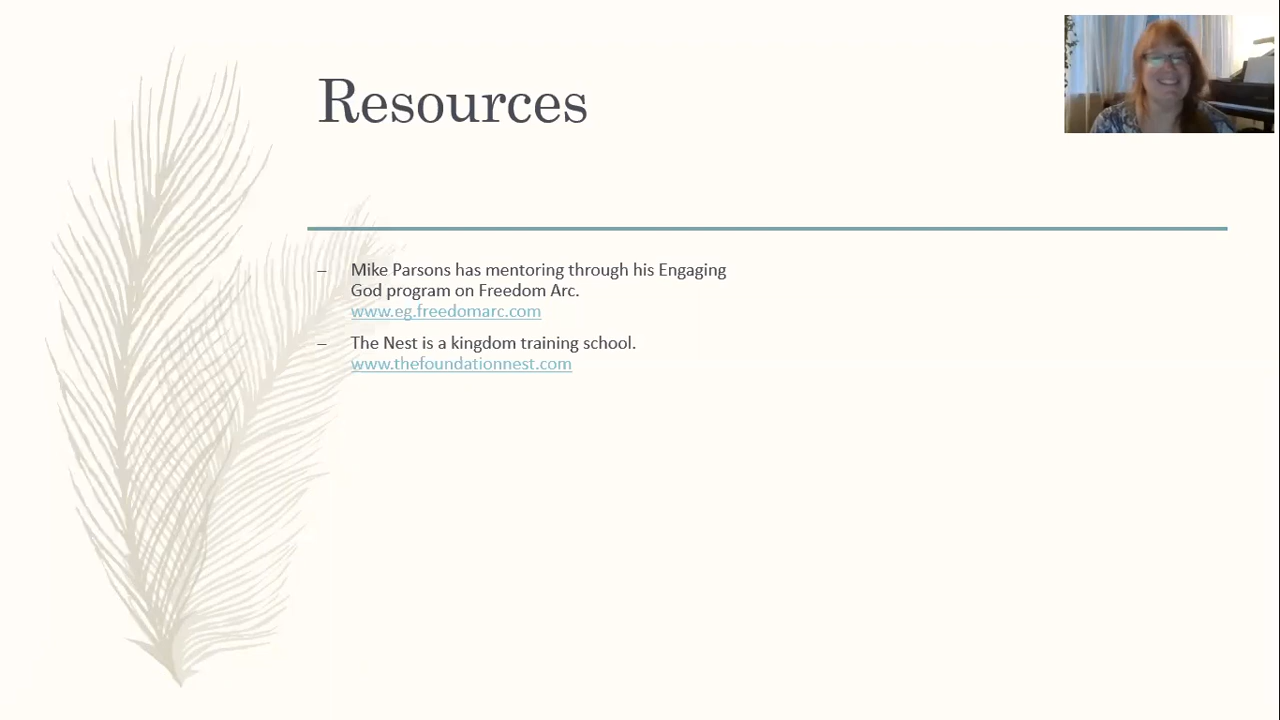 Resources
– Mike Parsons has mentoring through his Engaging
God program on Freedom Arc.
www.eg.freedomarc.com
– The Nest is a kingdom training school.
www.thefoundationnest.com